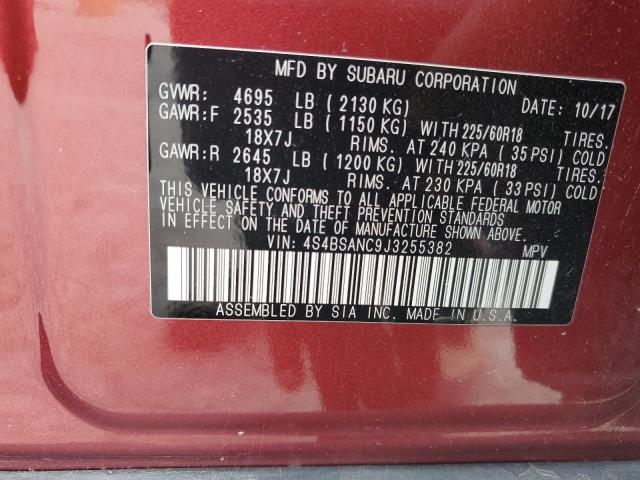 MFD BY SUBARU CORPORATION
GVWR: 4695 LB ( 2130 KG) DATE: 10/17
GAWR:F 2535 LB ( 1150 KG) WITH 225/60R18 TIRES.
18X7J RIMS. AT 240 KPA ( 35 PSI) COLD
GAWR:R 2645 LB ( 1200 KG) WITH 225/60R18 TIRES.
18X7J RIMS. AT 230 KPA ( 33 PSI) COLD
THIS VEHICLE CONFORMS TO ALL APPLICABLE FEDERAL MOTOR
VEHICLE SAFETY AND THEFT PREVENTION STANDARDS
IN EFFECT ON THE DATE OF MANUFACTURE SHOWN ABOVE.
VIN: 4S4BSANC9J3255382 MPV
ASSEMBLED BY SIA INC. MADE IN U.S.A.